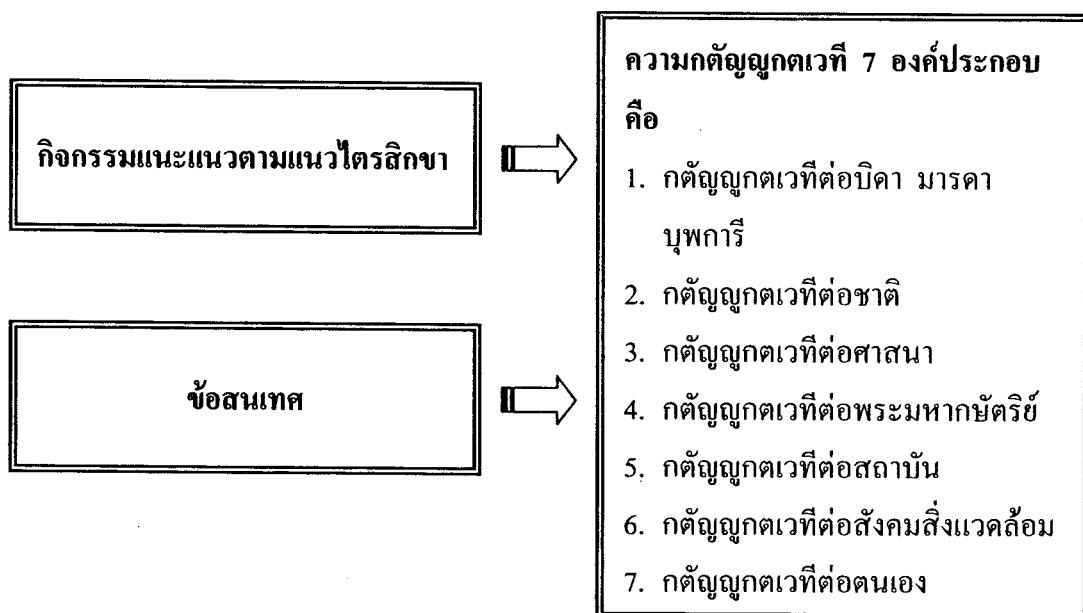 กิจกรรมแนะแนวตามแนวไตรสิกขา
ข้อสนเทศ
ความกตัญญูกตเวที 7 องค์ประกอบ
คือ
1. กตัญญูกตเวทีต่อบิดา มารดา
บุพการี
2. กตัญญูกตเวทีต่อชาติ
3. กตัญญูกตเวทีต่อศาสนา
4. กตัญญูกตเวทีต่อพระมหากษัตริย์
5. กตัญญูกตเวทีต่อสถาบัน
6. กตัญญูกตเวทีต่อสังคมสิ่งแวดล้อม
7. กตัญญูกตเวทีต่อตนเอง